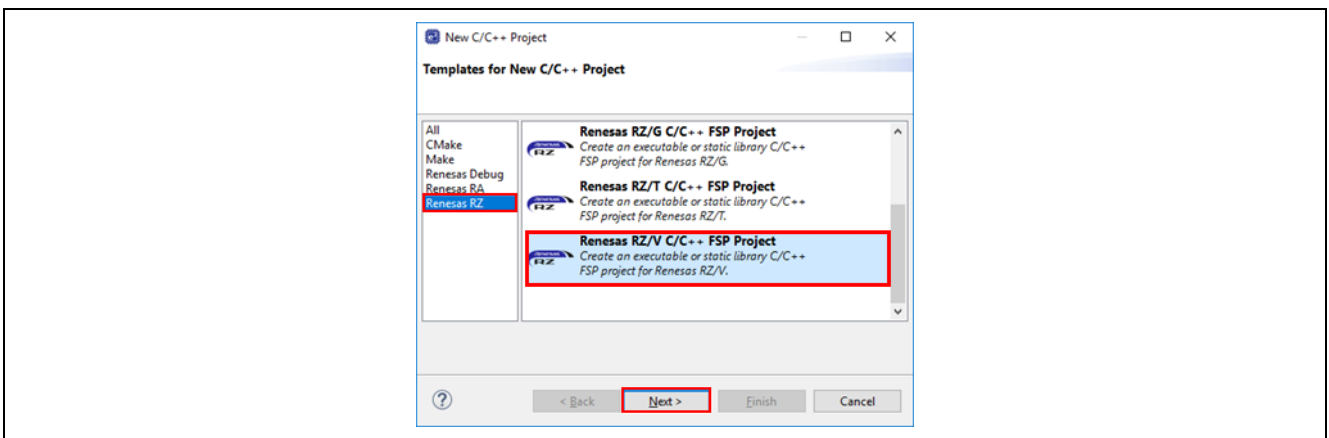 New C/C++ Project
Templates for New C/C++ Project
All
CMake
Make
Renesas Debug
Renesas RA
Renesas RZ
Renesas RZ/G C/C++ FSP Project
Create an executable or static library C/C++
FSP project for Renesas RZ/G.
Renesas RZ/T C/C++ FSP Project
Create an executable or static library C/C++
FSP project for Renesas RZ/T.
Renesas RZ/V C/C++ FSP Project
Create an executable or static library C/C++
FSP project for Renesas RZ/V.
RZ
RZ
RZ
? < Back Next > Finish Cancel